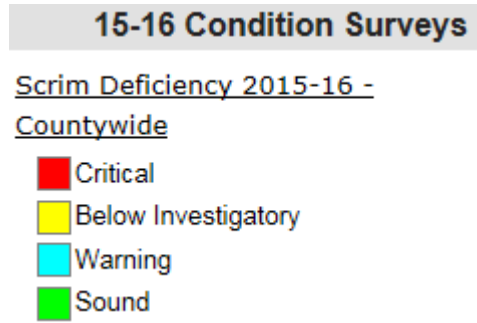 15-16 Condition Surveys
Scrim Deficiency 2015-16 -
Countywide
Critical
Below Investigatory
Warning
Sound